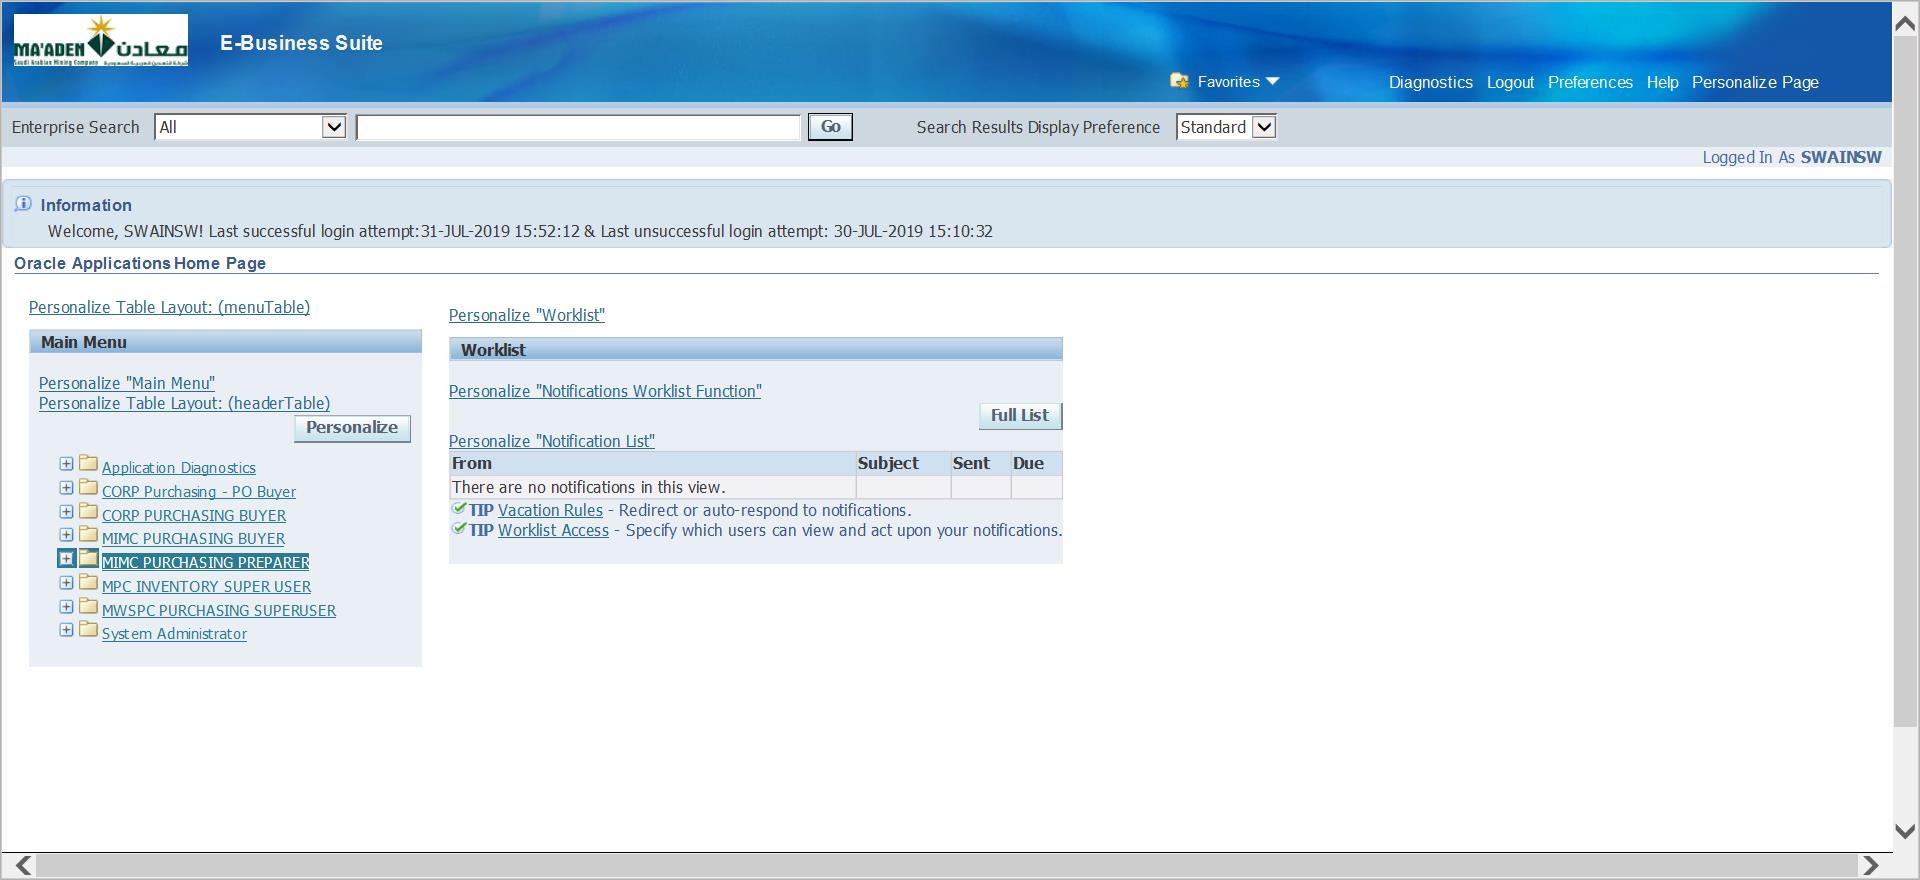 MA'ADEN معادن
Saudi Arabian Mining Company شركة التعدين العربية السعودية
E-Business Suite
Favorites
Diagnostics Logout Preferences Help Personalize Page
Enterprise Search All Go Search Results Display Preference Standard
Logged In As SWAINSW
Information
Welcome, SWAINSW! Last successful login attempt:31-JUL-2019 15:52:12 & Last unsuccessful login attempt: 30-JUL-2019 15:10:32
Oracle Applications Home Page
Personalize Table Layout: (menuTable)
Main Menu
Personalize "Main Menu"
Personalize Table Layout: (headerTable)
Personalize
Application Diagnostics
CORP Purchasing - PO Buyer
CORP PURCHASING BUYER
MIMC PURCHASING BUYER
MIMC PURCHASING PREPARER
MPC INVENTORY SUPER USER
MWSPC PURCHASING SUPERUSER
System Administrator
Personalize "Worklist"
Worklist
Personalize "Notifications Worklist Function"
Full List
Personalize "Notification List"
From Subject Sent Due
There are no notifications in this view.
TIP Vacation Rules - Redirect or auto-respond to notifications.
TIP Worklist Access - Specify which users can view and act upon your notifications.